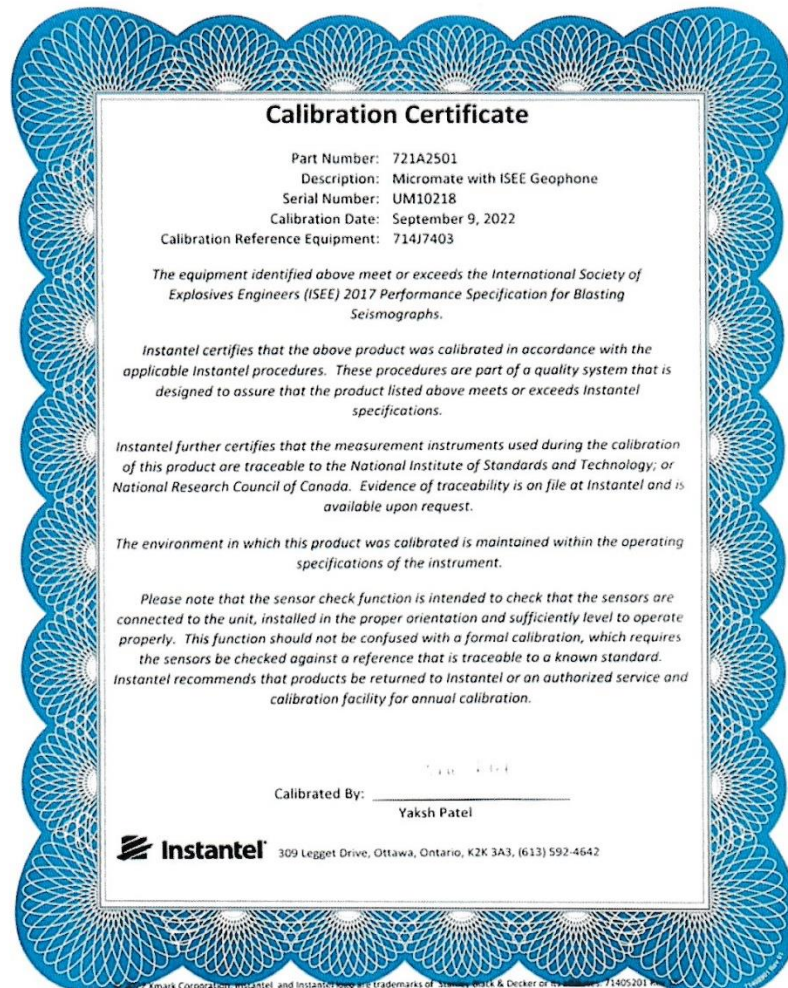 Calibration Certificate
Part Number: 721A2501
Description: Micromate with ISEE Geophone
Serial Number: UM10218
Calibration Date: September 9, 2022
Calibration Reference Equipment: 714J7403
The equipment identified above meet or exceeds the International Society of
Explosives Engineers (ISEE) 2017 Performance Specification for Blasting
Seismographs.
Instantel certifies that the above product was calibrated in accordance with the
applicable Instantel procedures. These procedures are part of a quality system that is
designed to assure that the product listed above meets or exceeds Instantel
specifications.
Instantel further certifies that the measurement instruments used during the calibration
of this product are traceable to the National Institute of Standards and Technology; or
National Research Council of Canada. Evidence of traceability is on file at Instantel and is
available upon request.
The environment in which this product was calibrated is maintained within the operating
specifications of the instrument.
Please note that the sensor check function is intended to check that the sensors are
connected to the unit, installed in the proper orientation and sufficiently level to operate
properly. This function should not be confused with a formal calibration, which requires
the sensors be checked against a reference that is traceable to a known standard.
Instantel recommends that products be returned to Instantel or an authorized service and
calibration facility for annual calibration.
Calibrated By:
Yaksh Patel
Instantel 309 Legget Drive, Ottawa, Ontario, K2K 3A3, (613) 592-4642
Xmark Corporation. Instantel, and Instantel logo are trademarks of Stanley Black & Decker or its affiliates. 71405201